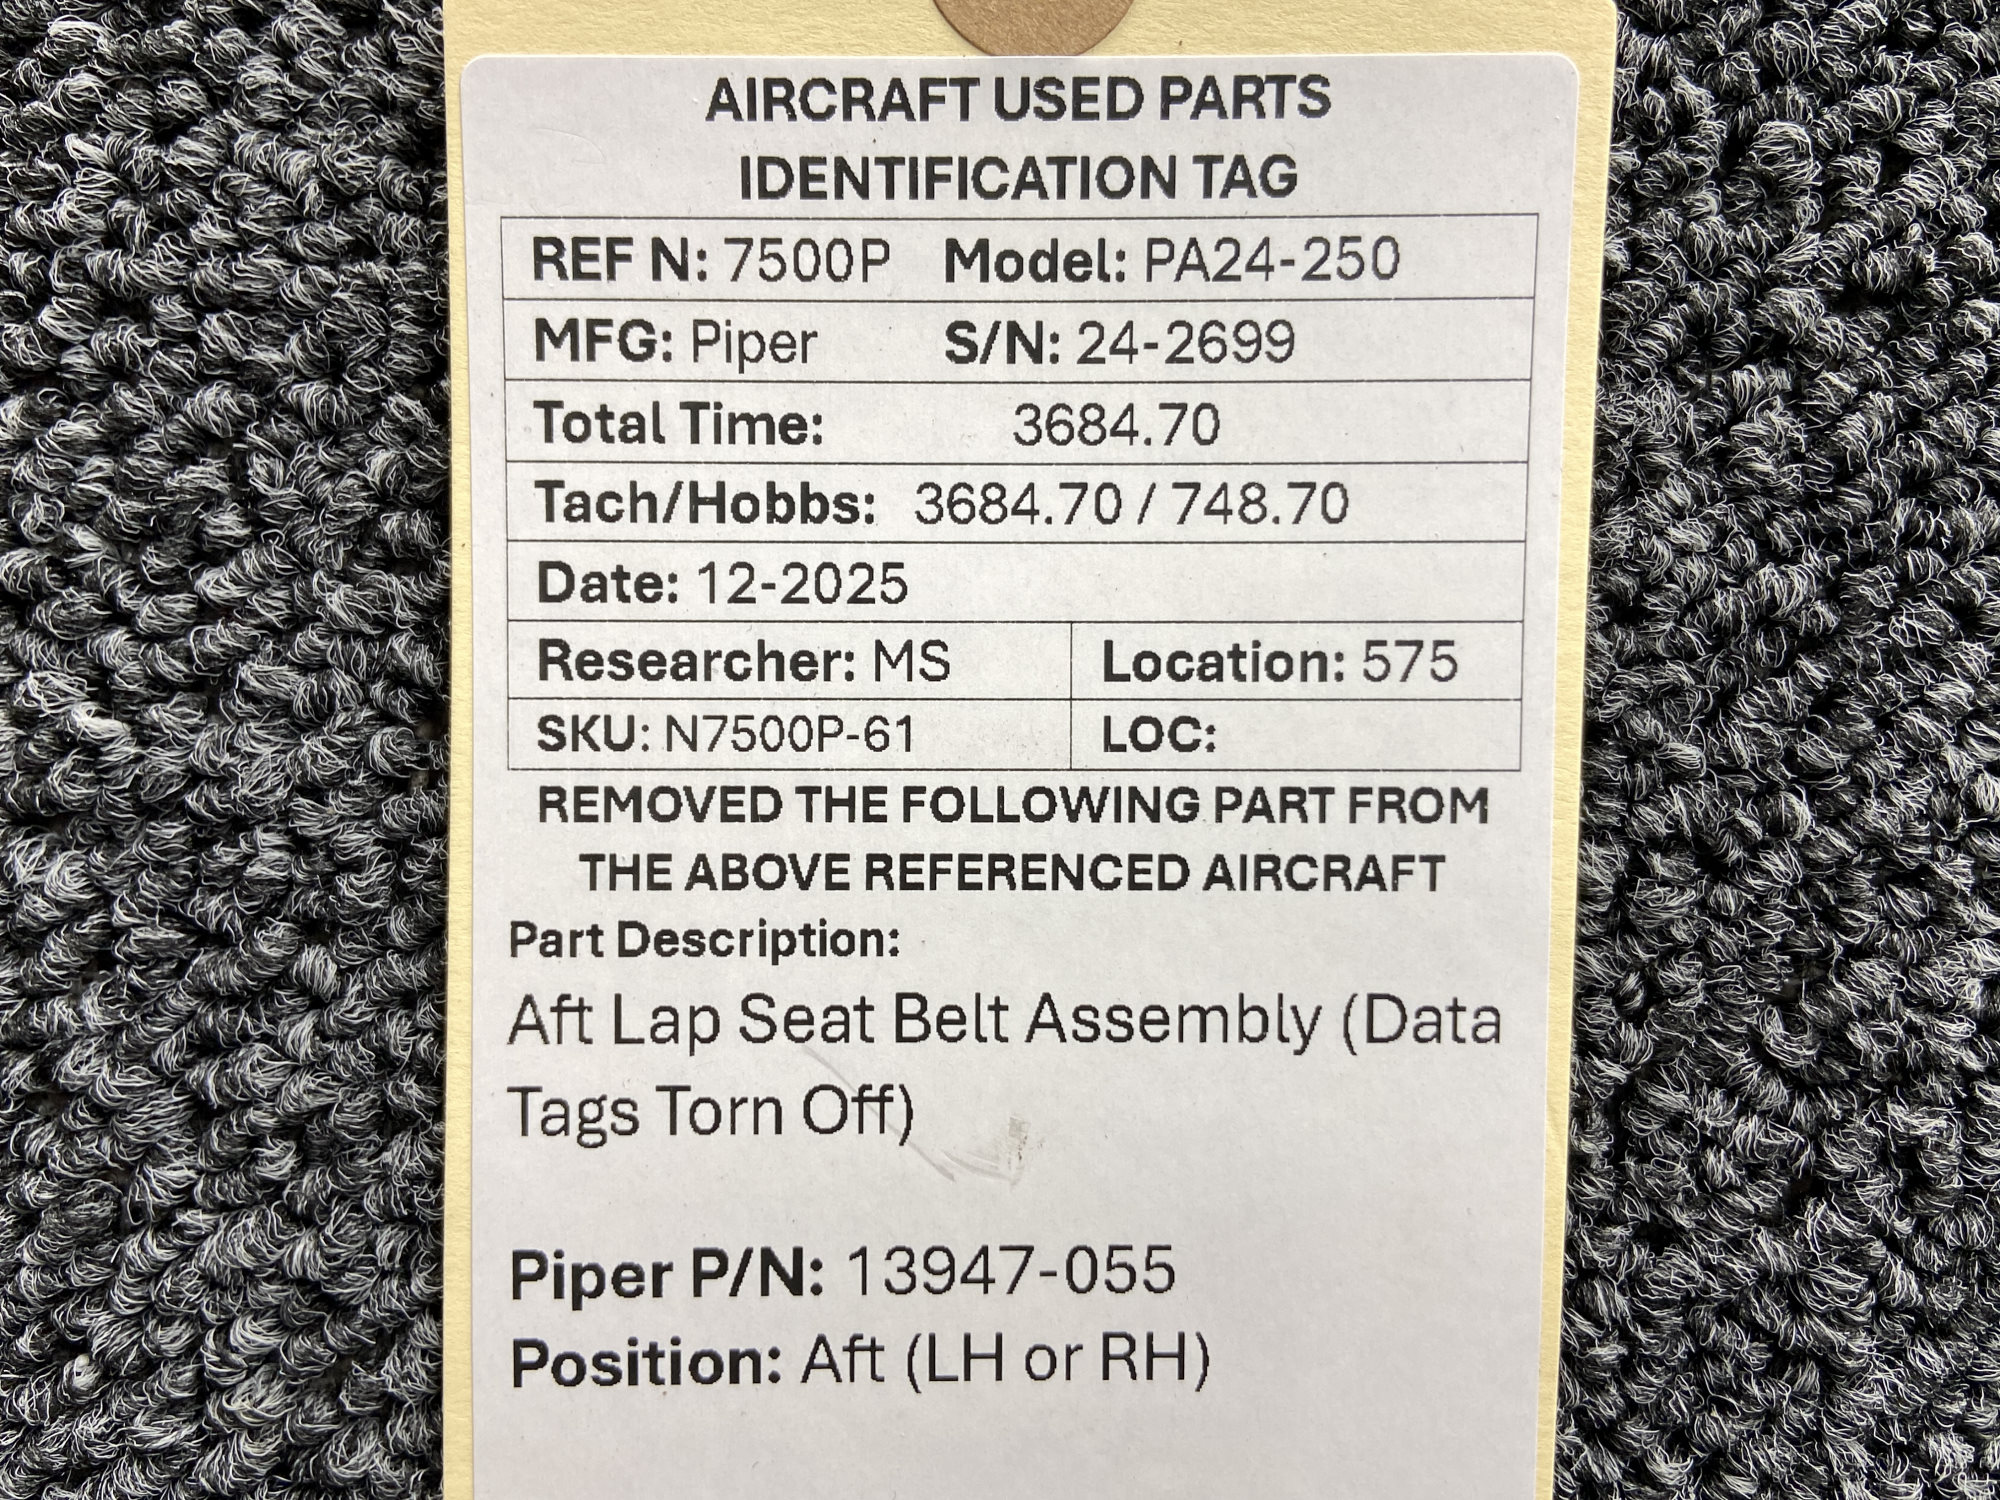 AIRCRAFT USED PARTS
IDENTIFICATION TAG
REF N: 7500P Model: PA24-250
MFG: Piper S/N: 24-2699
Total Time: 3684.70
Tach/Hobbs: 3684.70 / 748.70
Date: 12-2025
Researcher: MS Location: 575
SKU: N7500P-61 LOC:
REMOVED THE FOLLOWING PART FROM
THE ABOVE REFERENCED AIRCRAFT
Part Description:
Aft Lap Seat Belt Assembly (Data
Tags Torn Off)
Piper P/N: 13947-055
Position: Aft (LH or RH)